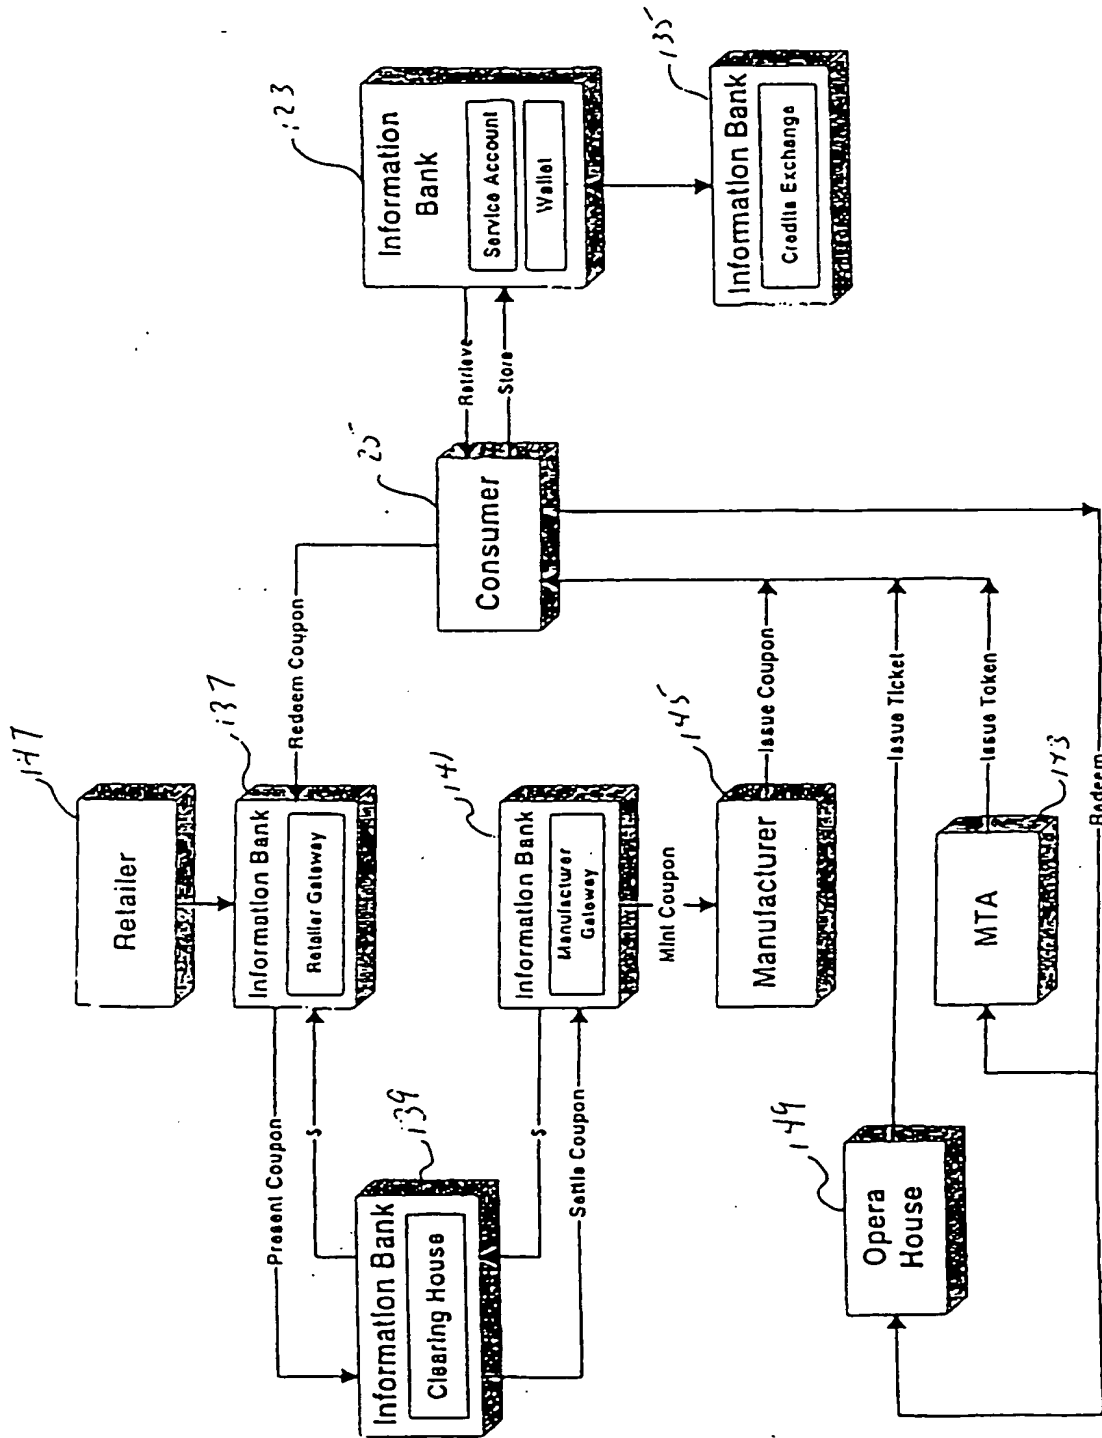 147
Retailer
137
Information Bank
Retailer Gateway
Present Coupon
$
Redeem Coupon
139
Information Bank
Clearing House
25
Consumer
Retrieve
Store
123
Information
Bank
Service Account
Wallet
141
Information Bank
Manufacturer
Gateway
$
Settle Coupon
Mint Coupon
145
Manufacturer
Issue Coupon
135
Information Bank
Credits Exchange
149
Opera
House
Issue Ticket
MTA
143
Issue Token
Redeem